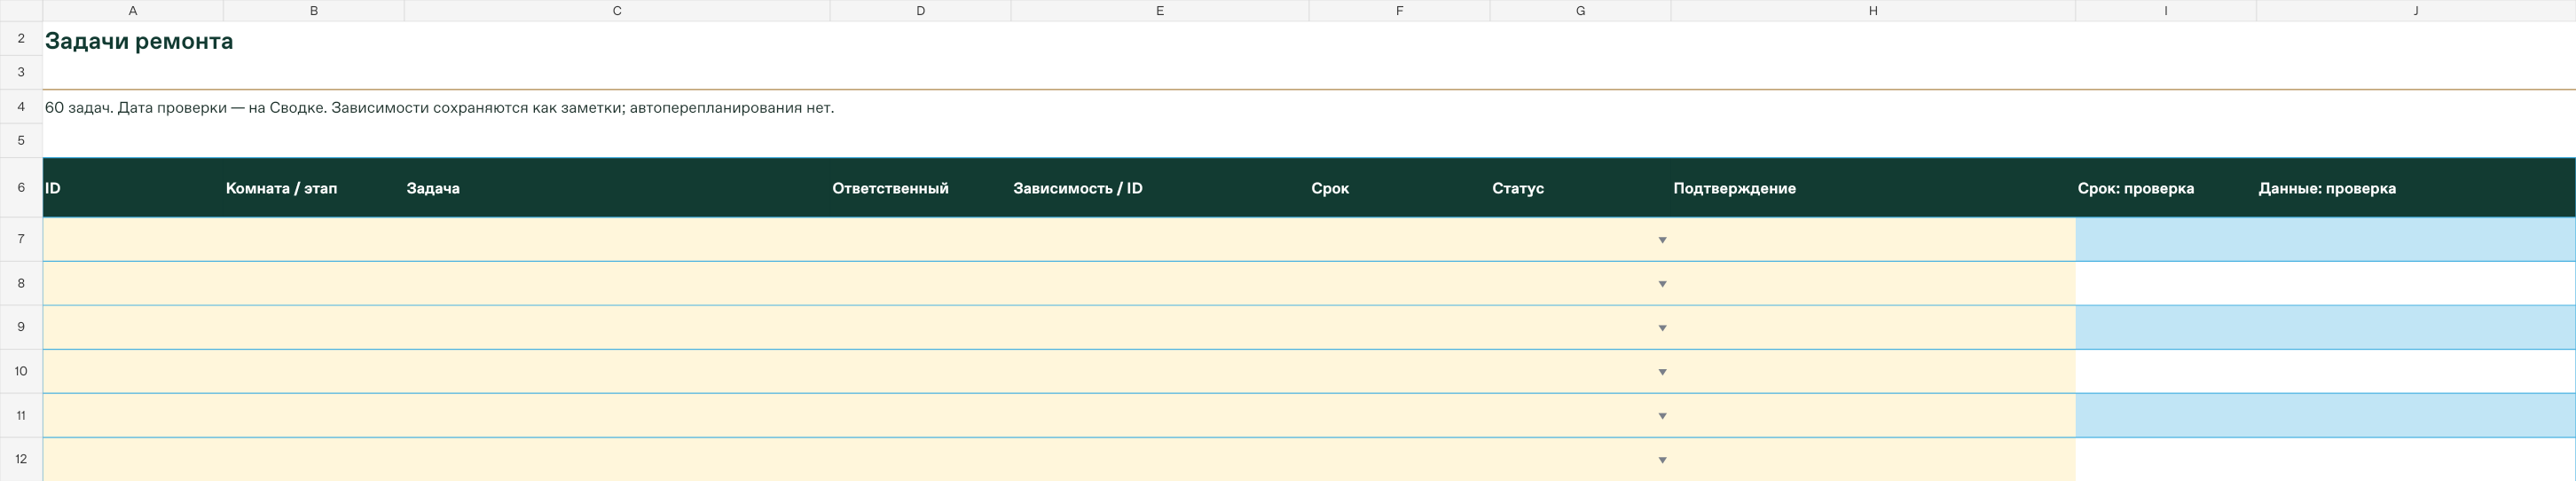 A B C D E F G H I J
2 Задачи ремонта
3
4 60 задач. Дата проверки — на Сводке. Зависимости сохраняются как заметки; автоперепланирования нет.
5
6 ID Комната / этап Задача Ответственный Зависимость / ID Срок Статус Подтверждение Срок: проверка Данные: проверка
7
8
9
10
11
12